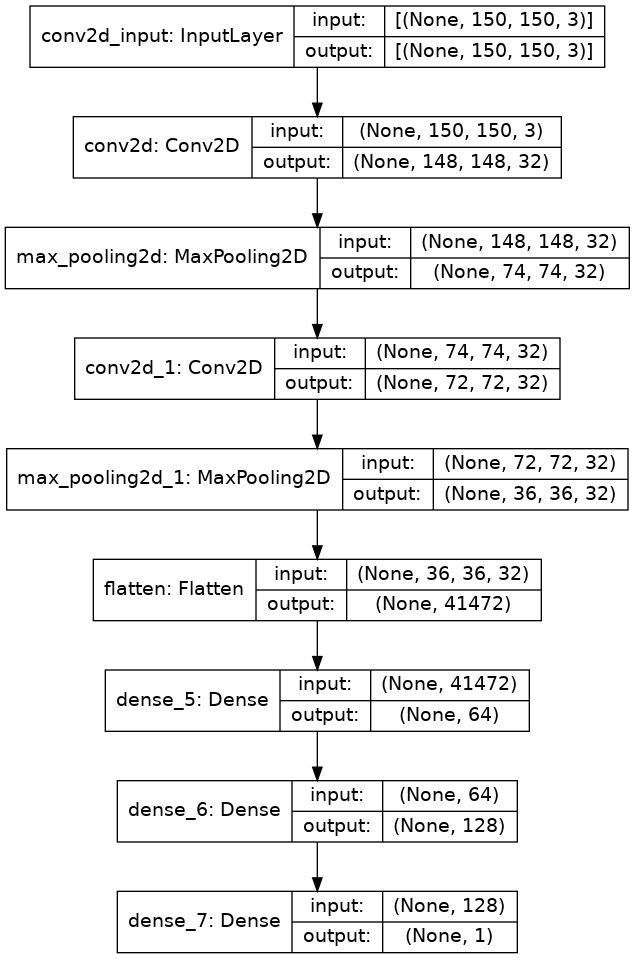 conv2d_input: InputLayer
input:
[(None, 150, 150, 3)]
output:
[(None, 150, 150, 3)]
conv2d: Conv2D
input:
(None, 150, 150, 3)
output:
(None, 148, 148, 32)
max_pooling2d: MaxPooling2D
input:
(None, 148, 148, 32)
output:
(None, 74, 74, 32)
conv2d_1: Conv2D
input:
(None, 74, 74, 32)
output:
(None, 72, 72, 32)
max_pooling2d_1: MaxPooling2D
input:
(None, 72, 72, 32)
output:
(None, 36, 36, 32)
flatten: Flatten
input:
(None, 36, 36, 32)
output:
(None, 41472)
dense_5: Dense
input:
(None, 41472)
output:
(None, 64)
dense_6: Dense
input:
(None, 64)
output:
(None, 128)
dense_7: Dense
input:
(None, 128)
output:
(None, 1)